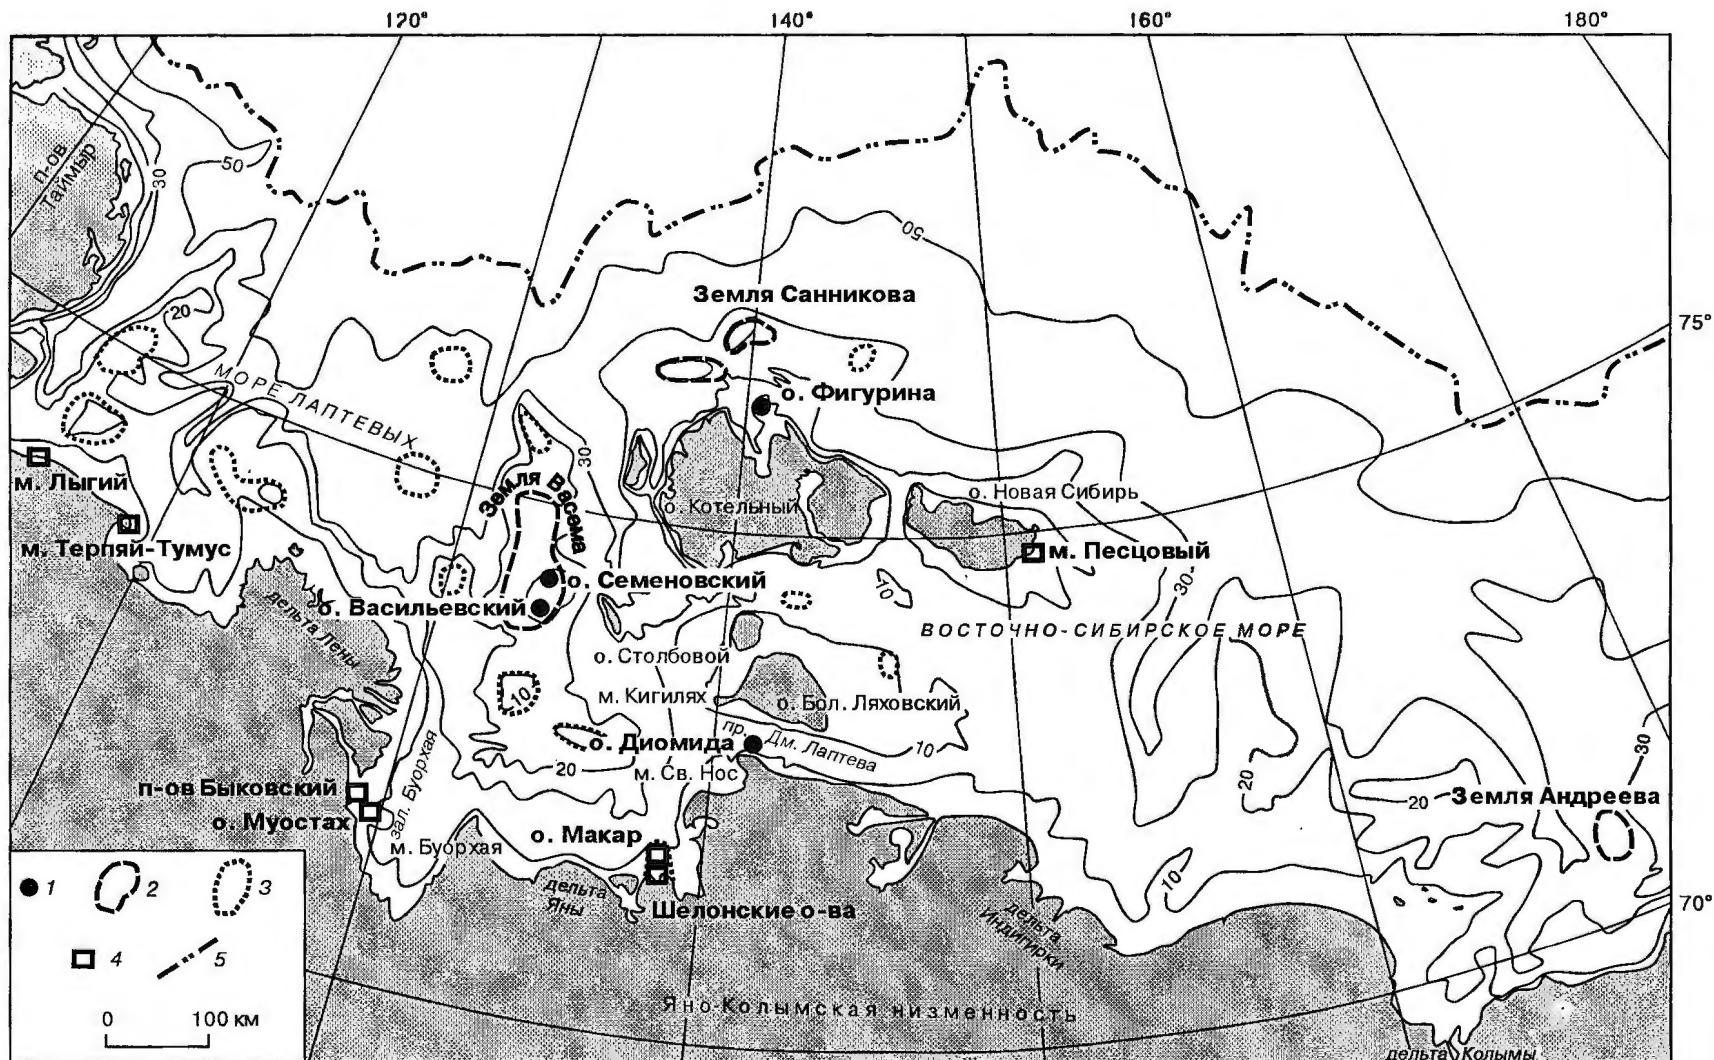 120°
140°
160°
180°
п-ов
Таймыр
30
50
50
Земля Санникова
20
75°
МОРЕ ЛАПТЕВЫХ
о. Фигурина
30
м. Лыгий
Земля Васема
о. Котельный
о. Новая Сибирь
м. Терпяй-Тумус
м. Песцовый
о. Семеновский
10
30
о. Васильевский
дельта Лены
ВОСТОЧНО-СИБИРСКОЕ МОРЕ
о. Столбовой
10
м. Кигилях
о. Бол. Ляховский
пр. Дм. Лаптева
10
30
о. Диомида
20
м. Св. Нос
зал. Буорхая
п-ов Быковский
20
20
Земля Андреева
о. Муостах
о. Макар
м. Буорхая
10
дельта
Яны
Шелонские о-ва
дельта
Индигирки
70°
1
2
3
4
5
0
100 км
Яно-Колымская низменность
дельта Колымы